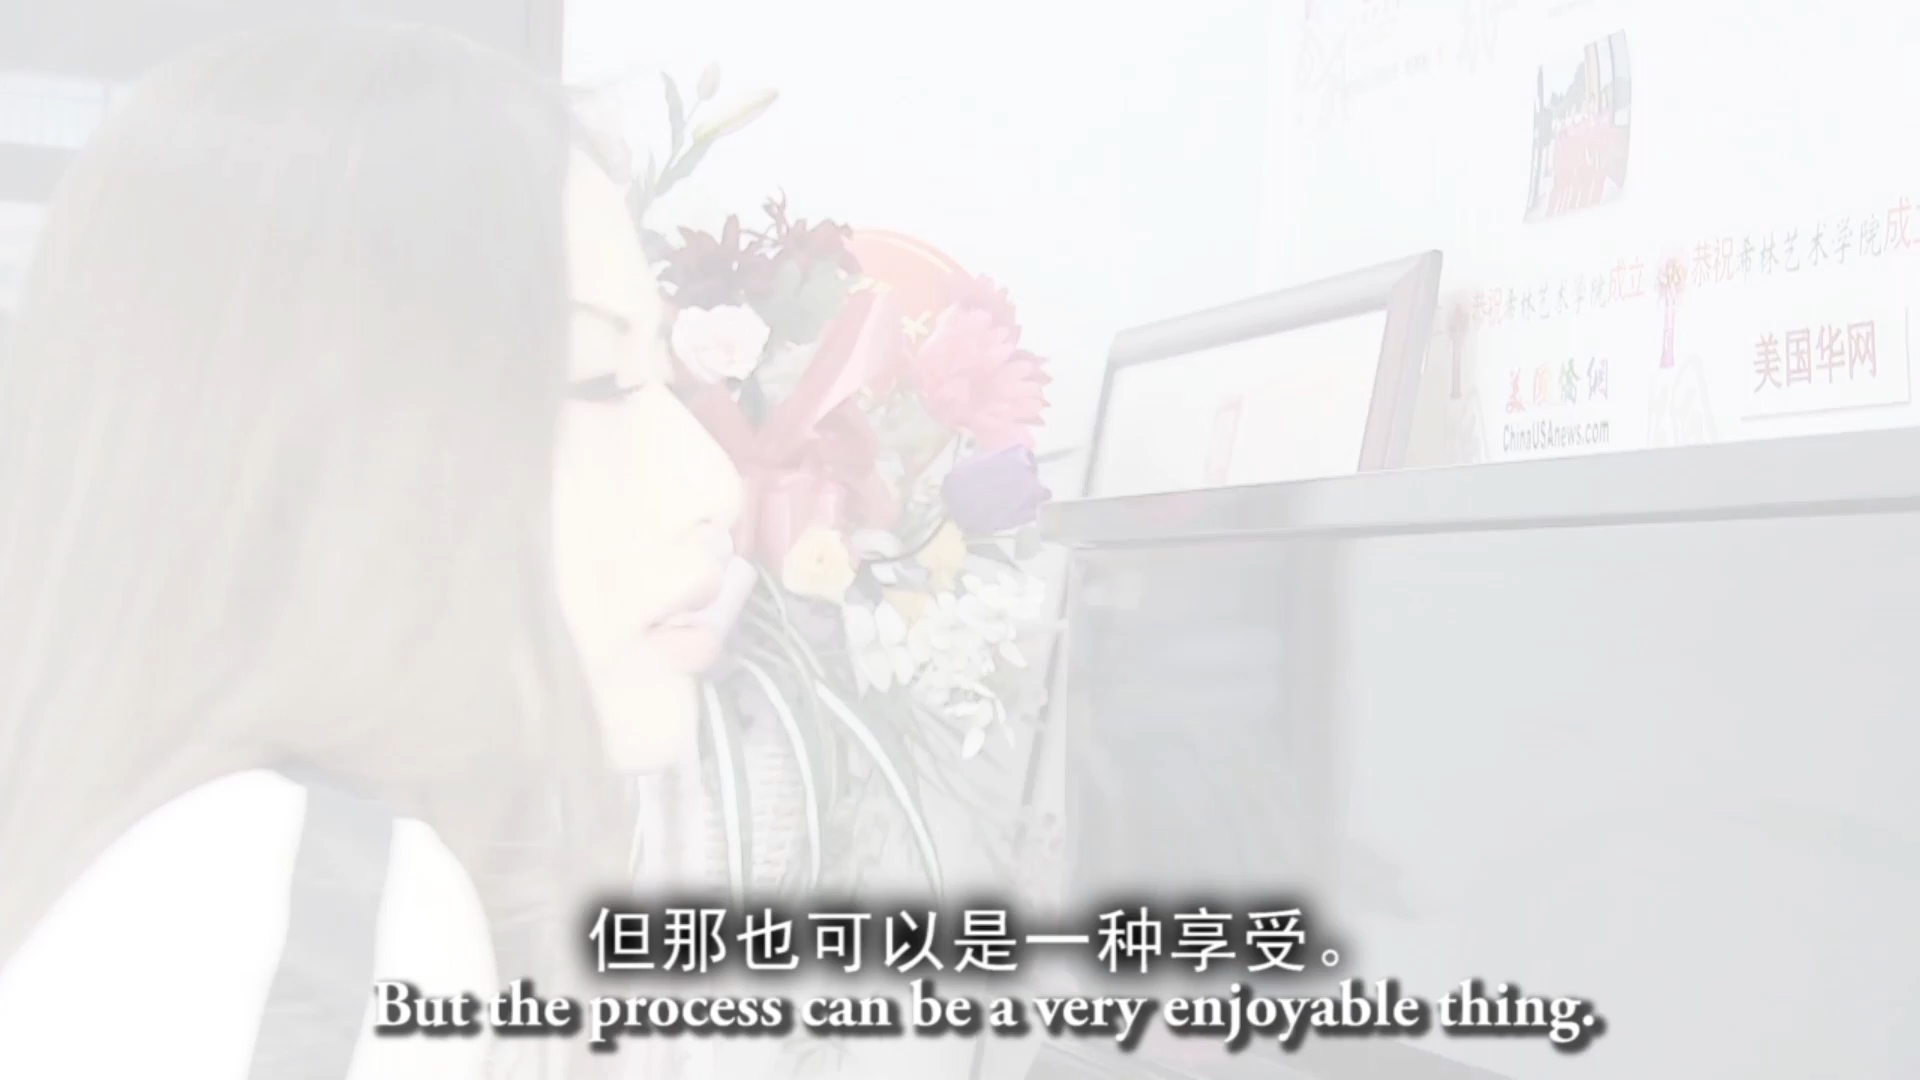 恭祝希林艺术学院成立
恭祝希林艺术学院成立
美国侨網
ChinaUSAnews.com
美国华网
但那也可以是一种享受。
But the process can be a very enjoyable thing.